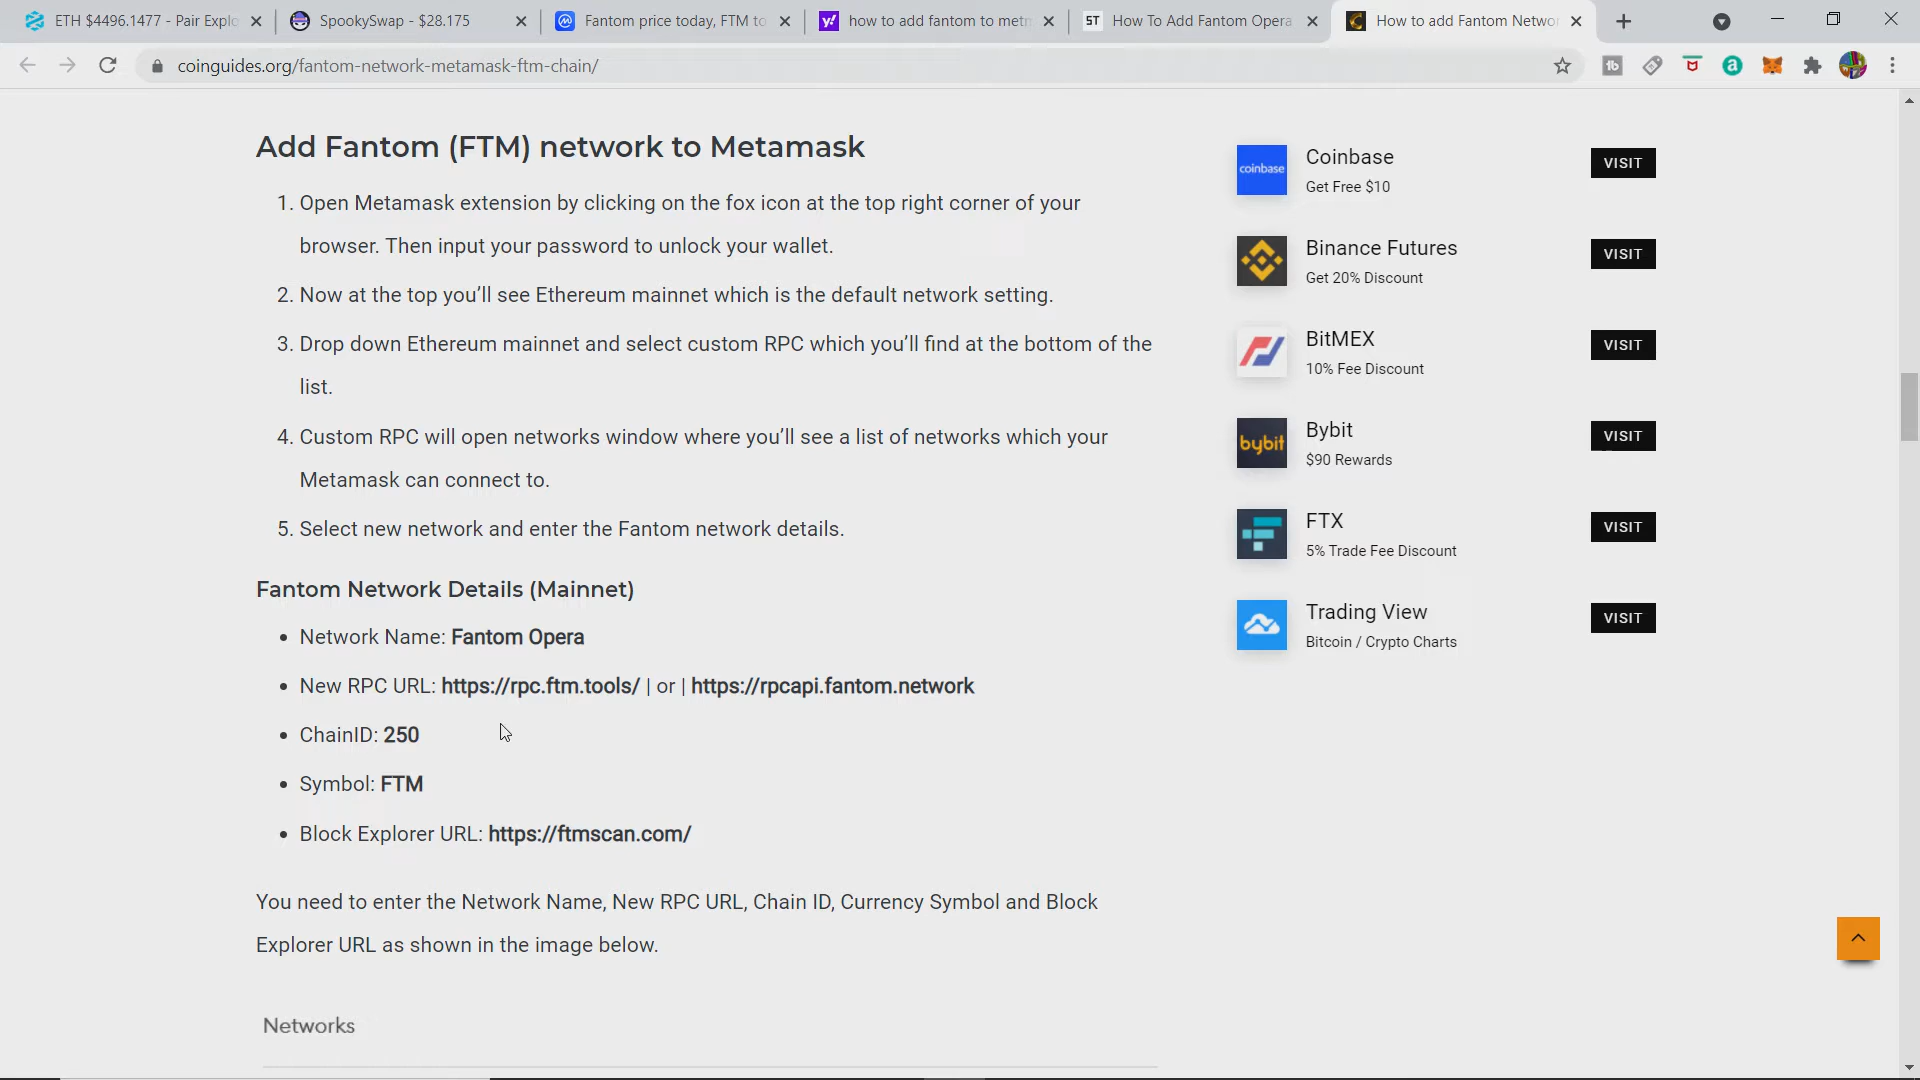 ETH $4496.1477 - Pair Explo
SpookySwap - $28.175
Fantom price today, FTM to
how to add fantom to metm
ST
How To Add Fantom Opera
How to add Fantom Networ
coinguides.org/fantom-network-metamask-ftm-chain/
Add Fantom (FTM) network to Metamask
1. Open Metamask extension by clicking on the fox icon at the top right corner of your
browser. Then input your password to unlock your wallet.
2. Now at the top you’ll see Ethereum mainnet which is the default network setting.
3. Drop down Ethereum mainnet and select custom RPC which you’ll find at the bottom of the
list.
4. Custom RPC will open networks window where you’ll see a list of networks which your
Metamask can connect to.
5. Select new network and enter the Fantom network details.
Fantom Network Details (Mainnet)
• Network Name: Fantom Opera
• New RPC URL: https://rpc.ftm.tools/ | or | https://rpcapi.fantom.network
• ChainID: 250
• Symbol: FTM
• Block Explorer URL: https://ftmscan.com/
You need to enter the Network Name, New RPC URL, Chain ID, Currency Symbol and Block
Explorer URL as shown in the image below.
Networks
coinbase
Coinbase
Get Free $10
VISIT
Binance Futures
Get 20% Discount
VISIT
BitMEX
10% Fee Discount
VISIT
bybit
Bybit
$90 Rewards
VISIT
FTX
5% Trade Fee Discount
VISIT
Trading View
Bitcoin / Crypto Charts
VISIT